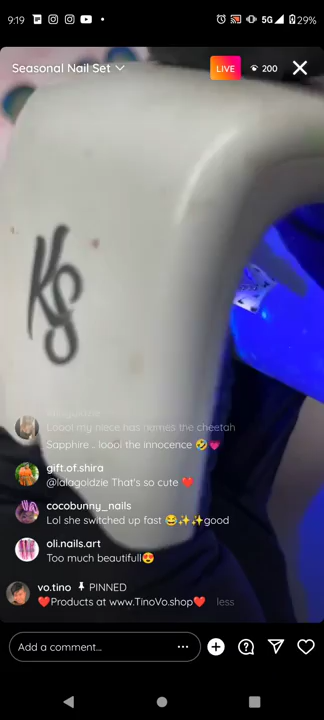 9:19
5G
29%
Seasonal Nail Set
LIVE
200
KS
Loool my niece has names the cheetah
Sapphire .. loool the innocence 🤣💗
gift.of.shira
@lalagoldzie That's so cute ❤️
cocobunny_nails
Lol she switched up fast 😂✨✨good
oli.nails.art
Too much beautifull😍
vo.tino PINNED
❤️Products at www.TinoVo.shop❤️ less
Add a comment...